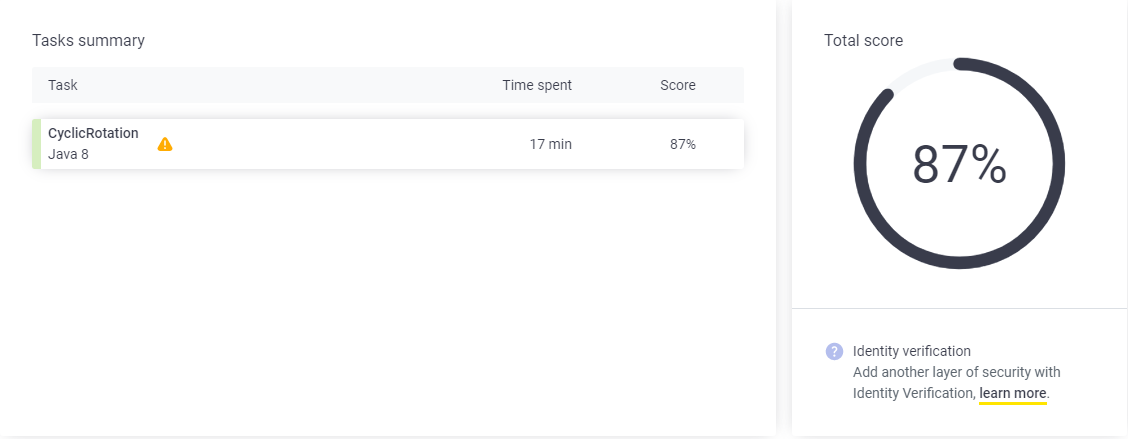 Tasks summary
Task Time spent Score
CyclicRotation
Java 8
17 min 87%
Total score
87%
Identity verification
Add another layer of security with
Identity Verification, learn more.